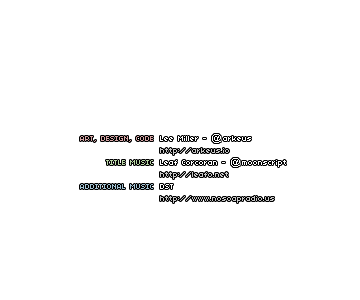 ART, DESIGN, CODE Lee Miller - @arkeus
http://arkeus.io
TITLE MUSIC Leaf Corcoran - @moonscript
http://leafo.net
ADDITIONAL MUSIC DST
http://www.nosoapradio.us